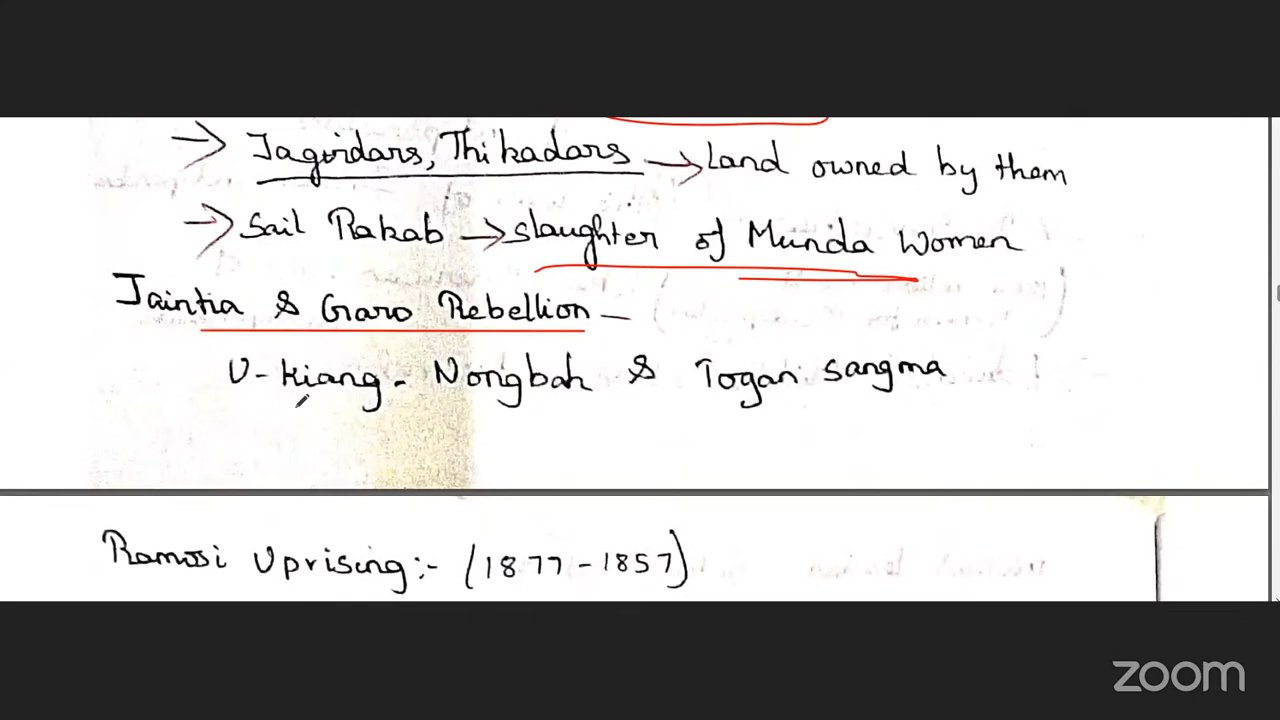 → Jagirdars, Thikadars → Land owned by them
→ Sail Rakab → slaughter of Munda Women
Jaintia & Garo Rebellion –
U-Kiang - Nongbah & Togan Sangma
Ramosi Uprising:- (1877-1857)
zoom